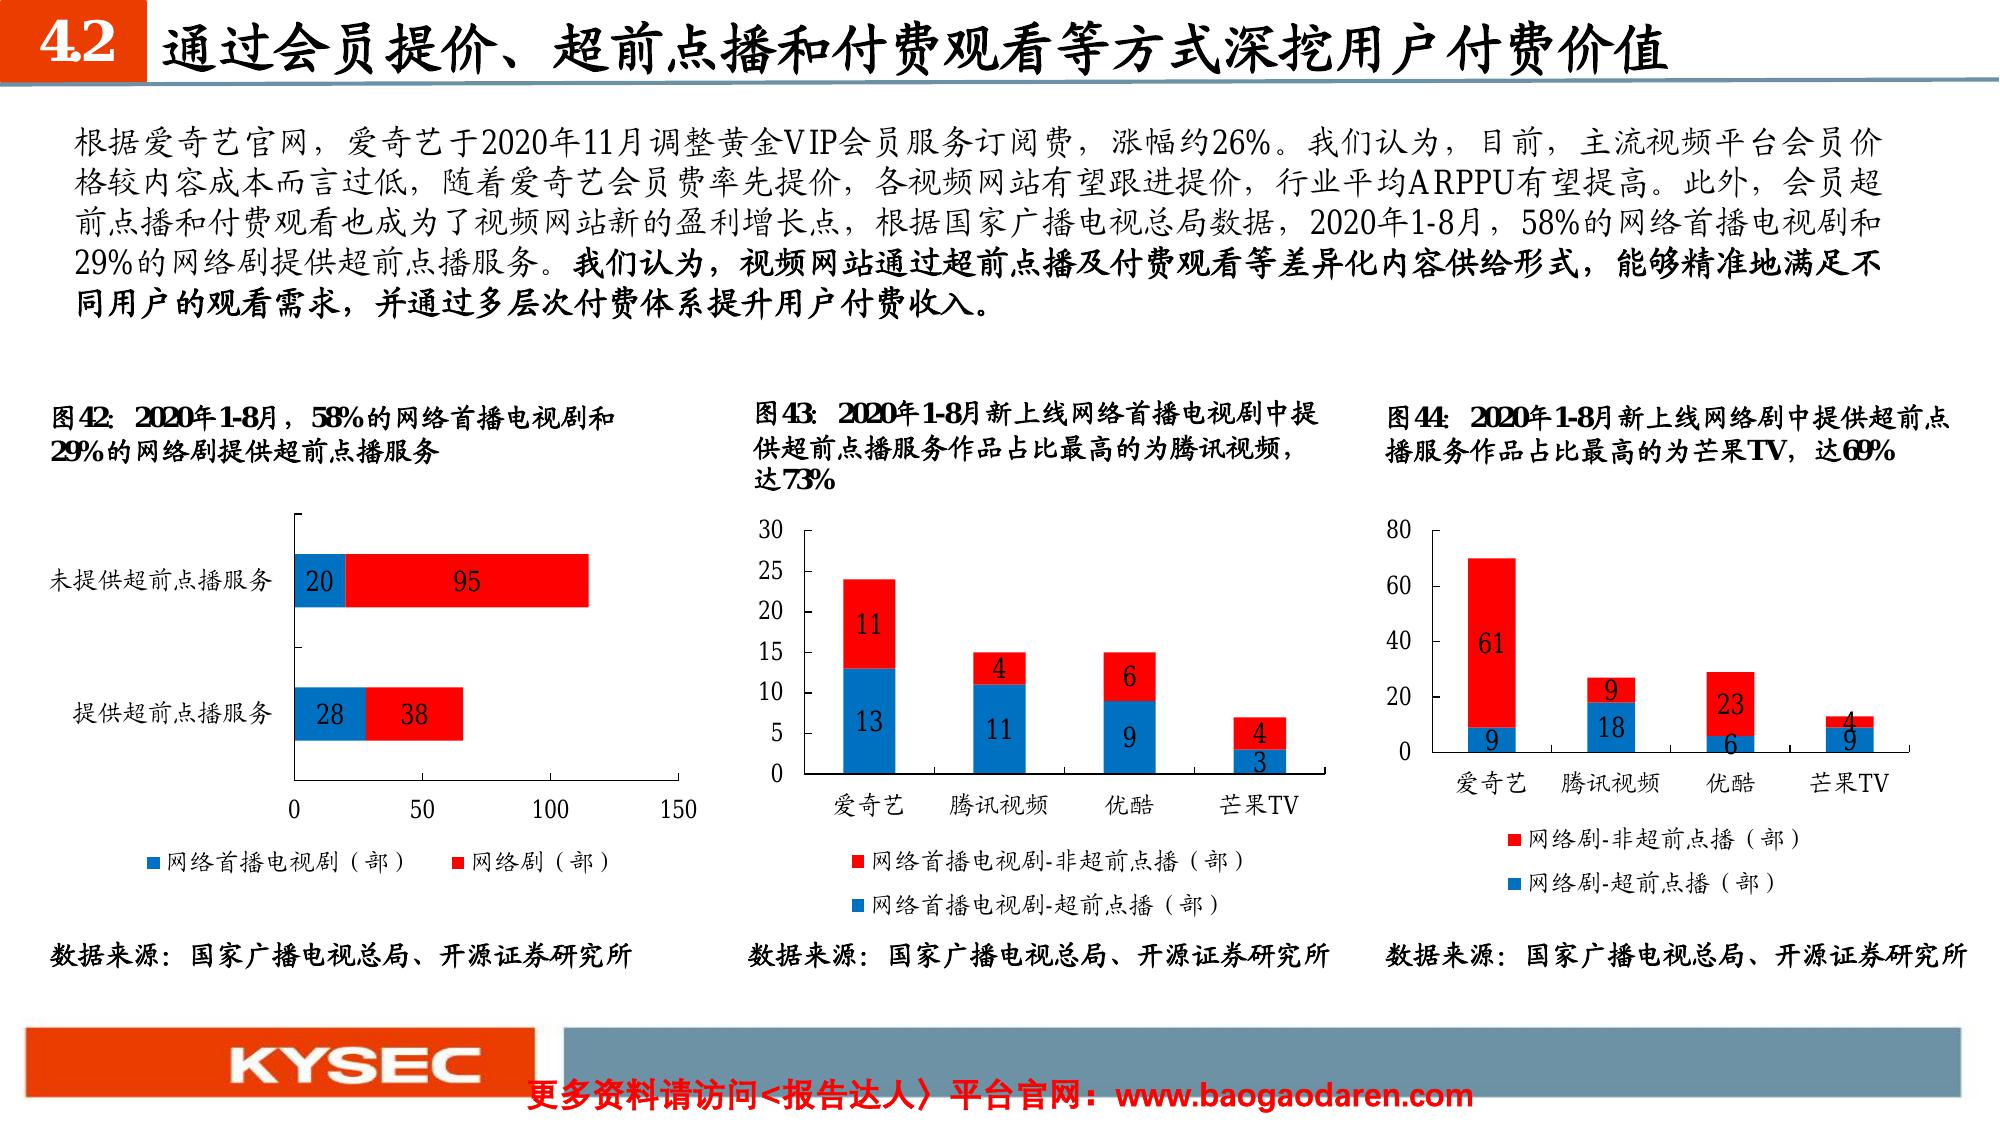 4.2 通过会员提价、超前点播和付费观看等方式深挖用户付费价值
根据爱奇艺官网，爱奇艺于2020年11月调整黄金VIP会员服务订阅费，涨幅约26%。我们认为，目前，主流视频平台会员价
格较内容成本而言过低，随着爱奇艺会员费率先提价，各视频网站有望跟进提价，行业平均ARPPU有望提高。此外，会员超
前点播和付费观看也成为了视频网站新的盈利增长点，根据国家广播电视总局数据，2020年1-8月，58%的网络首播电视剧和
29%的网络剧提供超前点播服务。我们认为，视频网站通过超前点播及付费观看等差异化内容供给形式，能够精准地满足不
同用户的观看需求，并通过多层次付费体系提升用户付费收入。
图42：2020年1-8月，58%的网络首播电视剧和
29%的网络剧提供超前点播服务
未提供超前点播服务
20 95
提供超前点播服务
28 38
0 50 100 150
网络首播电视剧（部） 网络剧（部）
数据来源：国家广播电视总局、开源证券研究所
图43：2020年1-8月新上线网络首播电视剧中提
供超前点播服务作品占比最高的为腾讯视频，
达73%
30
25
20
15
10
5
0
11
13
4
11
6
9
4
3
爱奇艺 腾讯视频 优酷 芒果TV
网络首播电视剧-非超前点播（部）
网络首播电视剧-超前点播（部）
数据来源：国家广播电视总局、开源证券研究所
图44：2020年1-8月新上线网络剧中提供超前点
播服务作品占比最高的为芒果TV，达69%
80
60
40
20
0
61
9
9
18
23
6
4
9
爱奇艺 腾讯视频 优酷 芒果TV
网络剧-非超前点播（部）
网络剧-超前点播（部）
数据来源：国家广播电视总局、开源证券研究所
KYSEC
更多资料请访问<报告达人〉平台官网：www.baogaodaren.com